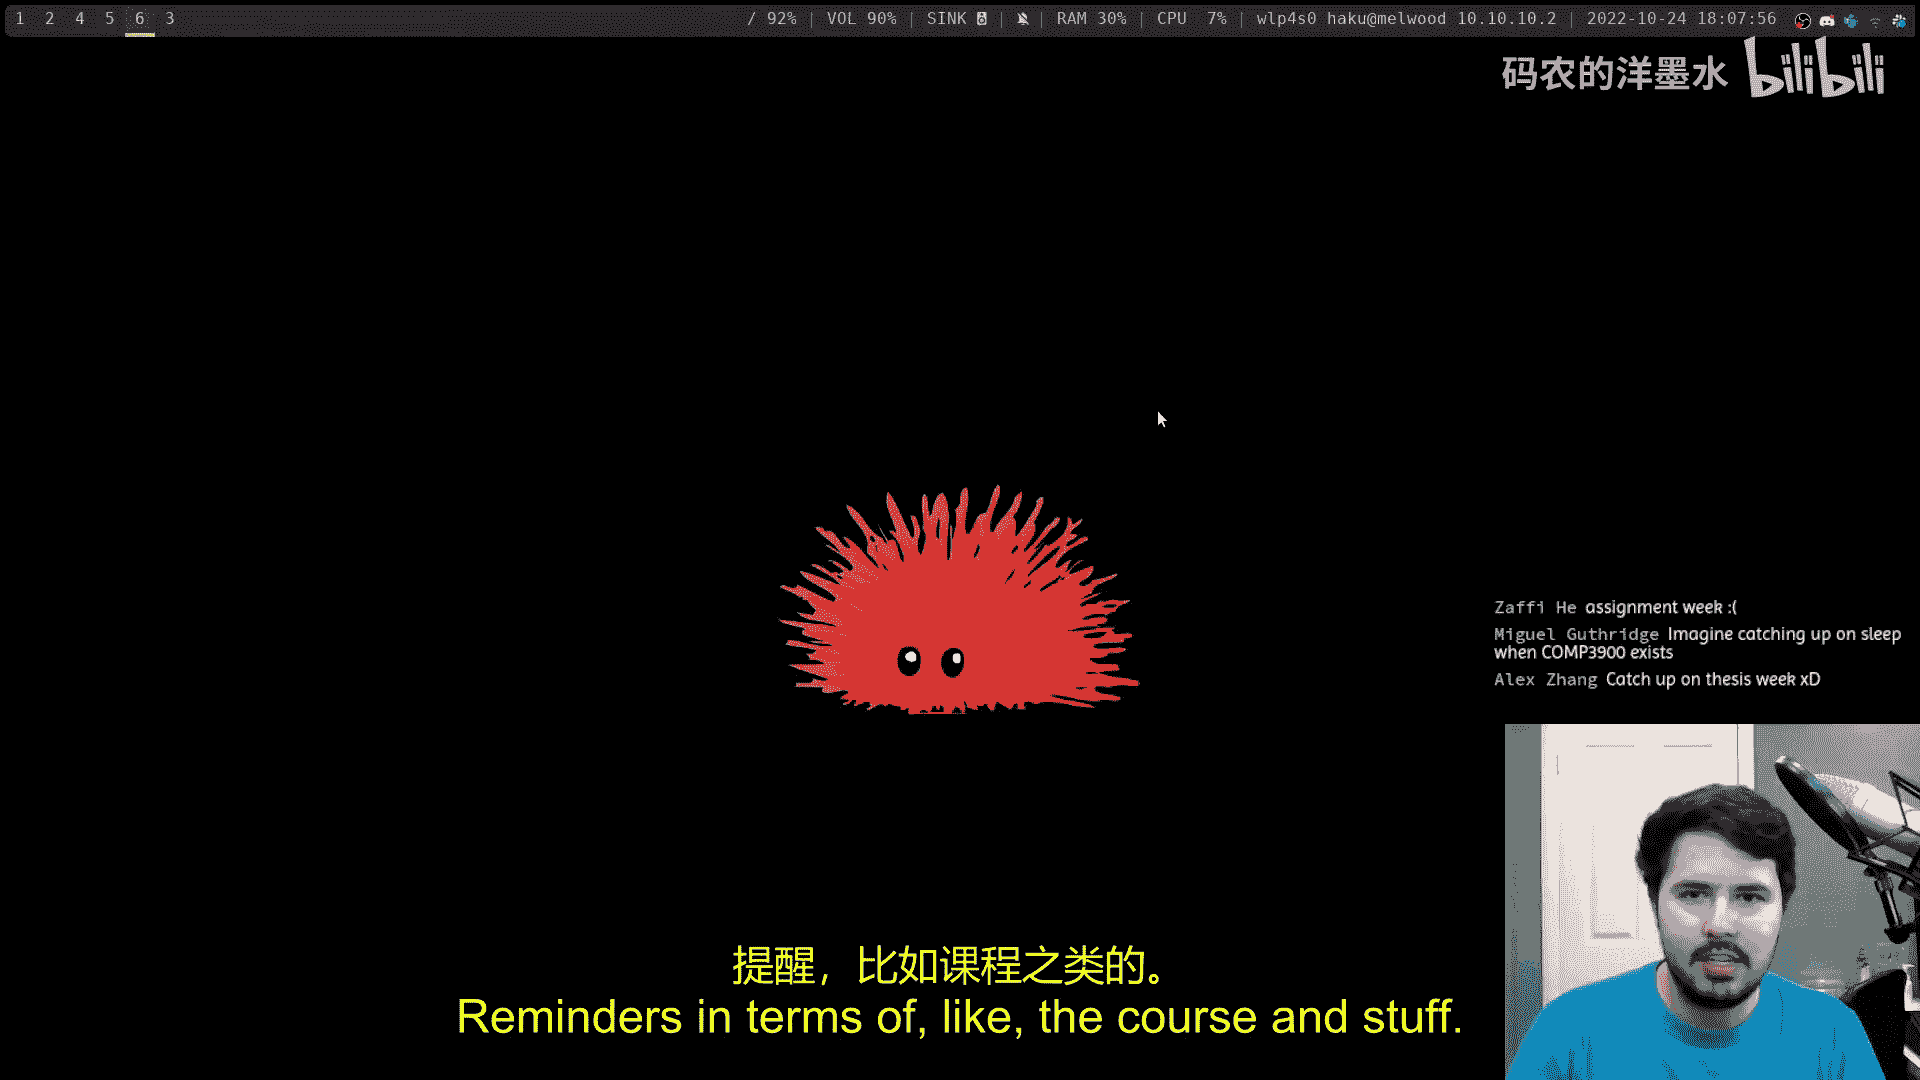 1 2 4 5 6 3
/ 92% | VOL 90% | SINK | | RAM 30% | CPU 7% | wlp4s0 haku@melwood 10.10.10.2 | 2022-10-24 18:07:56
码农的洋墨水 bilibili
Zaffi He assignment week :(
Miguel Guthridge Imagine catching up on sleep
when COMP3900 exists
Alex Zhang Catch up on thesis week xD
提醒，比如课程之类的。
Reminders in terms of, like, the course and stuff.